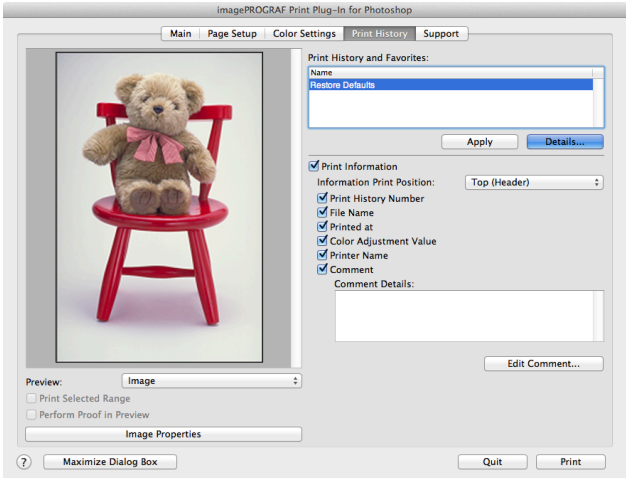 imagePROGRAF Print Plug-In for Photoshop
Main Page Setup Color Settings Print History Support
Print History and Favorites:
Name
Restore Defaults
Apply Details...
Print Information
Information Print Position: Top (Header)
Print History Number
File Name
Printed at
Color Adjustment Value
Printer Name
Comment
Comment Details:
Edit Comment...
Preview: Image
Print Selected Range
Perform Proof in Preview
Image Properties
? Maximize Dialog Box Quit Print